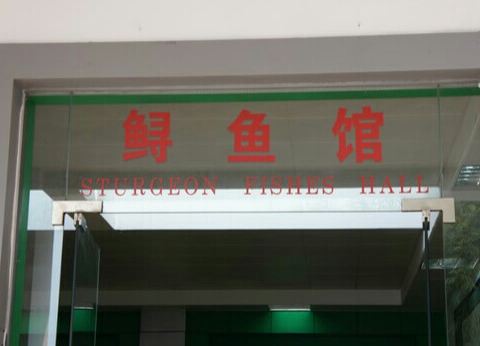 鲟鱼馆
STURGEON FISHES HALL